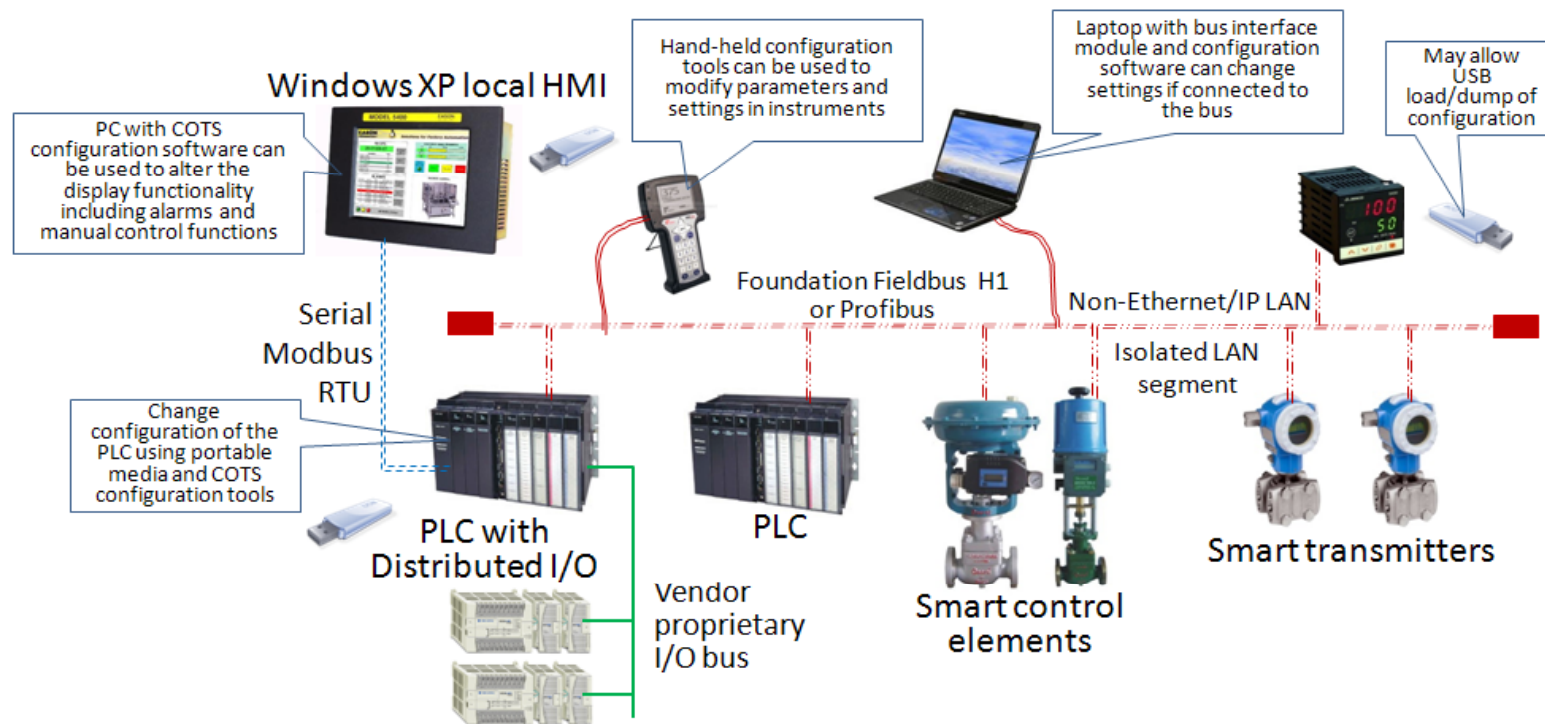 Hand-held configuration
tools can be used to
modify parameters and
settings in instruments
Laptop with bus interface
module and configuration
software can change
settings if connected to
the bus
May allow
USB
load/dump of
configuration
Windows XP local HMI
PC with COTS
configuration software can
be used to alter the
display functionality
including alarms and
manual control functions
MODEL 5400
100
50
Foundation Fieldbus H1
or Profibus
Non-Ethernet/IP LAN
Serial
Modbus
RTU
Isolated LAN
segment
Change
configuration of the
PLC using portable
media and COTS
configuration tools
PLC with
Distributed I/O
PLC
Smart control
elements
Smart transmitters
Vendor
proprietary
I/O bus